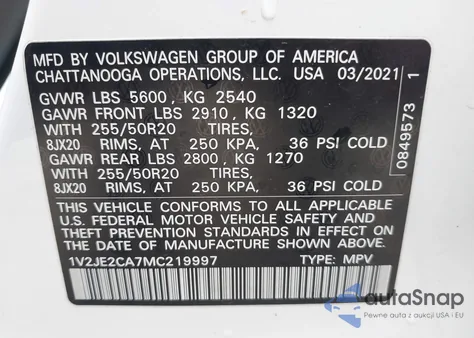 MFD BY VOLKSWAGEN GROUP OF AMERICA
CHATTANOOGA OPERATIONS, LLC. USA 03/2021
GVWR LBS 5600, KG 2540
GAWR FRONT LBS 2910, KG 1320
WITH 255/50R20 TIRES,
8JX20 RIMS, AT 250 KPA, 36 PSI COLD
GAWR REAR LBS 2800, KG 1270
WITH 255/50R20 TIRES,
8JX20 RIMS, AT 250 KPA, 36 PSI COLD
THIS VEHICLE CONFORMS TO ALL APPLICABLE
U.S. FEDERAL MOTOR VEHICLE SAFETY AND
THEFT PREVENTION STANDARDS IN EFFECT ON
THE DATE OF MANUFACTURE SHOWN ABOVE.
1V2JE2CA7MC219997 TYPE: MPV
0849573 1
autoSnap
Pewne auta z aukcji USA i EU